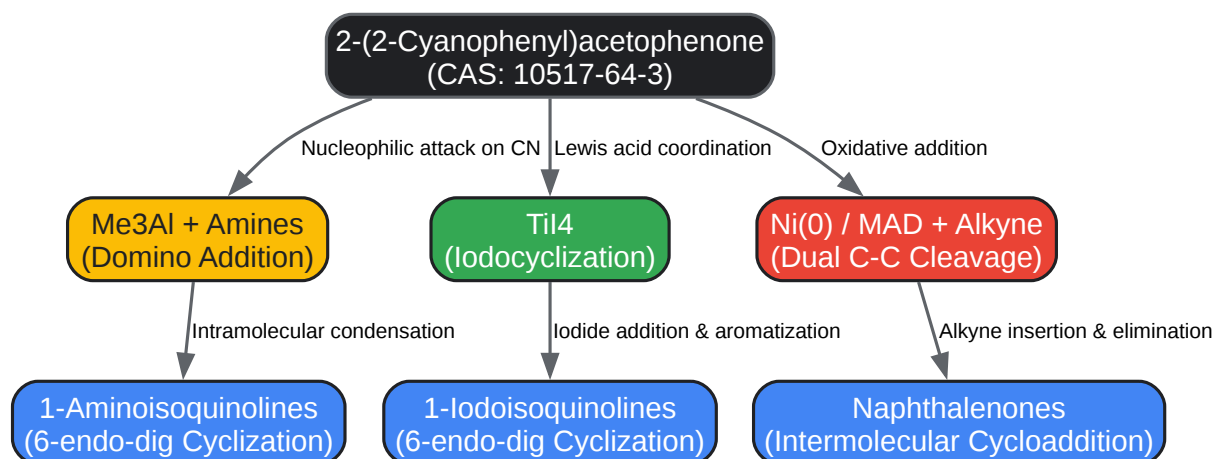 2-(2-Cyanophenyl)acetophenone
(CAS: 10517-64-3)
Nucleophilic attack on CN
Lewis acid coordination
Oxidative addition
Me3Al + Amines
(Domino Addition)
TiI4
(Iodocyclization)
Ni(0) / MAD + Alkyne
(Dual C-C Cleavage)
Intramolecular condensation
Iodide addition & aromatization
Alkyne insertion & elimination
1-Aminoisoquinolines
(6-endo-dig Cyclization)
1-Iodoisoquinolines
(6-endo-dig Cyclization)
Naphthalenones
(Intermolecular Cycloaddition)